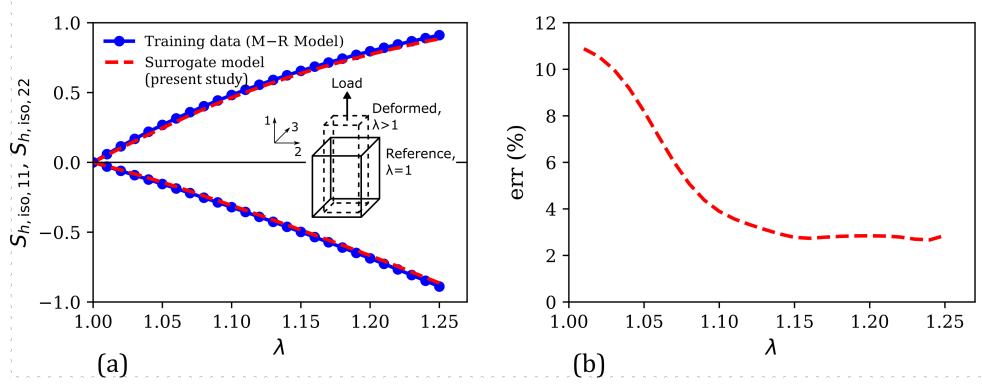 1.0
0.5
0.0
−0.5
−1.0
S_{h, iso, 11}, S_{h, iso, 22}
Training data (M−R Model)
Surrogate model
(present study)
Load
Deformed,
λ>1
Reference,
λ=1
1
3
2
1.00 1.05 1.10 1.15 1.20 1.25
λ
(a)
12
10
8
6
4
2
0
err (%)
1.00 1.05 1.10 1.15 1.20 1.25
λ
(b)